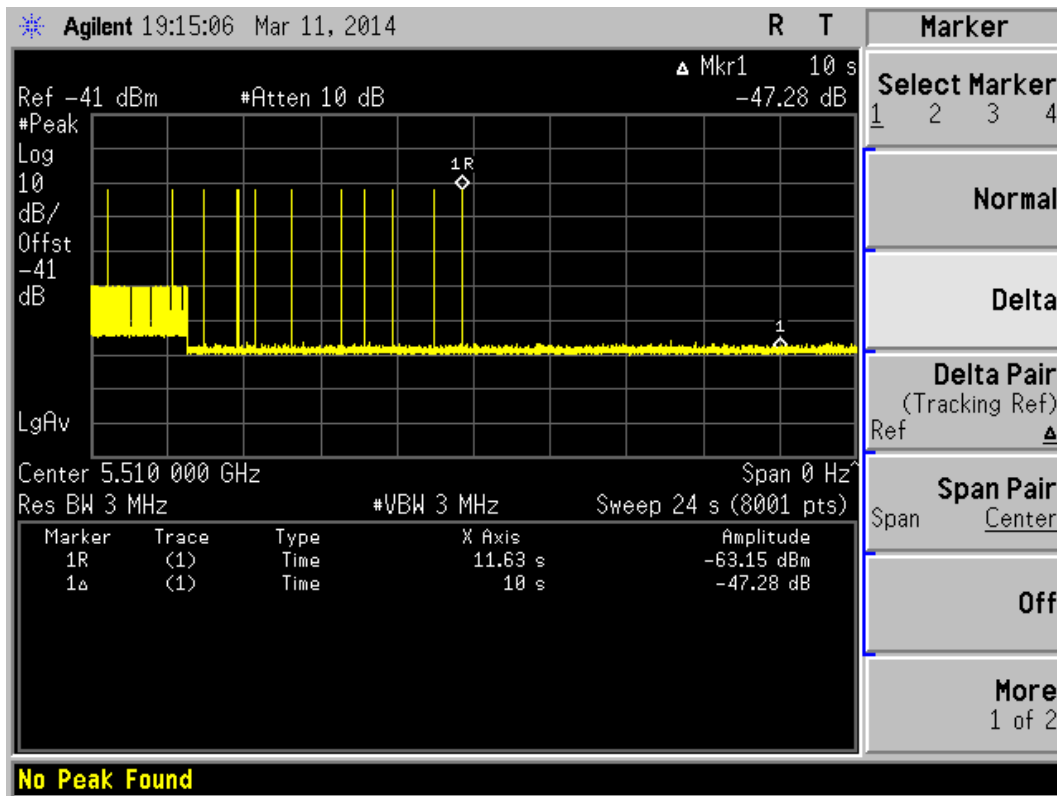 Agilent 19:15:06 Mar 11, 2014 R T
Δ Mkr1 10 s
Ref -41 dBm #Atten 10 dB -47.28 dB
#Peak
Log
10
dB/
Offst
-41
dB
LgAv
1R
1
Center 5.510 000 GHz Span 0 Hz^
Res BW 3 MHz #VBW 3 MHz Sweep 24 s (8001 pts)
Marker Trace Type X Axis Amplitude
1R (1) Time 11.63 s -63.15 dBm
1Δ (1) Time 10 s -47.28 dB
No Peak Found
Marker
Select Marker
1 2 3 4
Normal
Delta
Delta Pair
(Tracking Ref)
Ref Δ
Span Pair
Span Center
Off
More
1 of 2